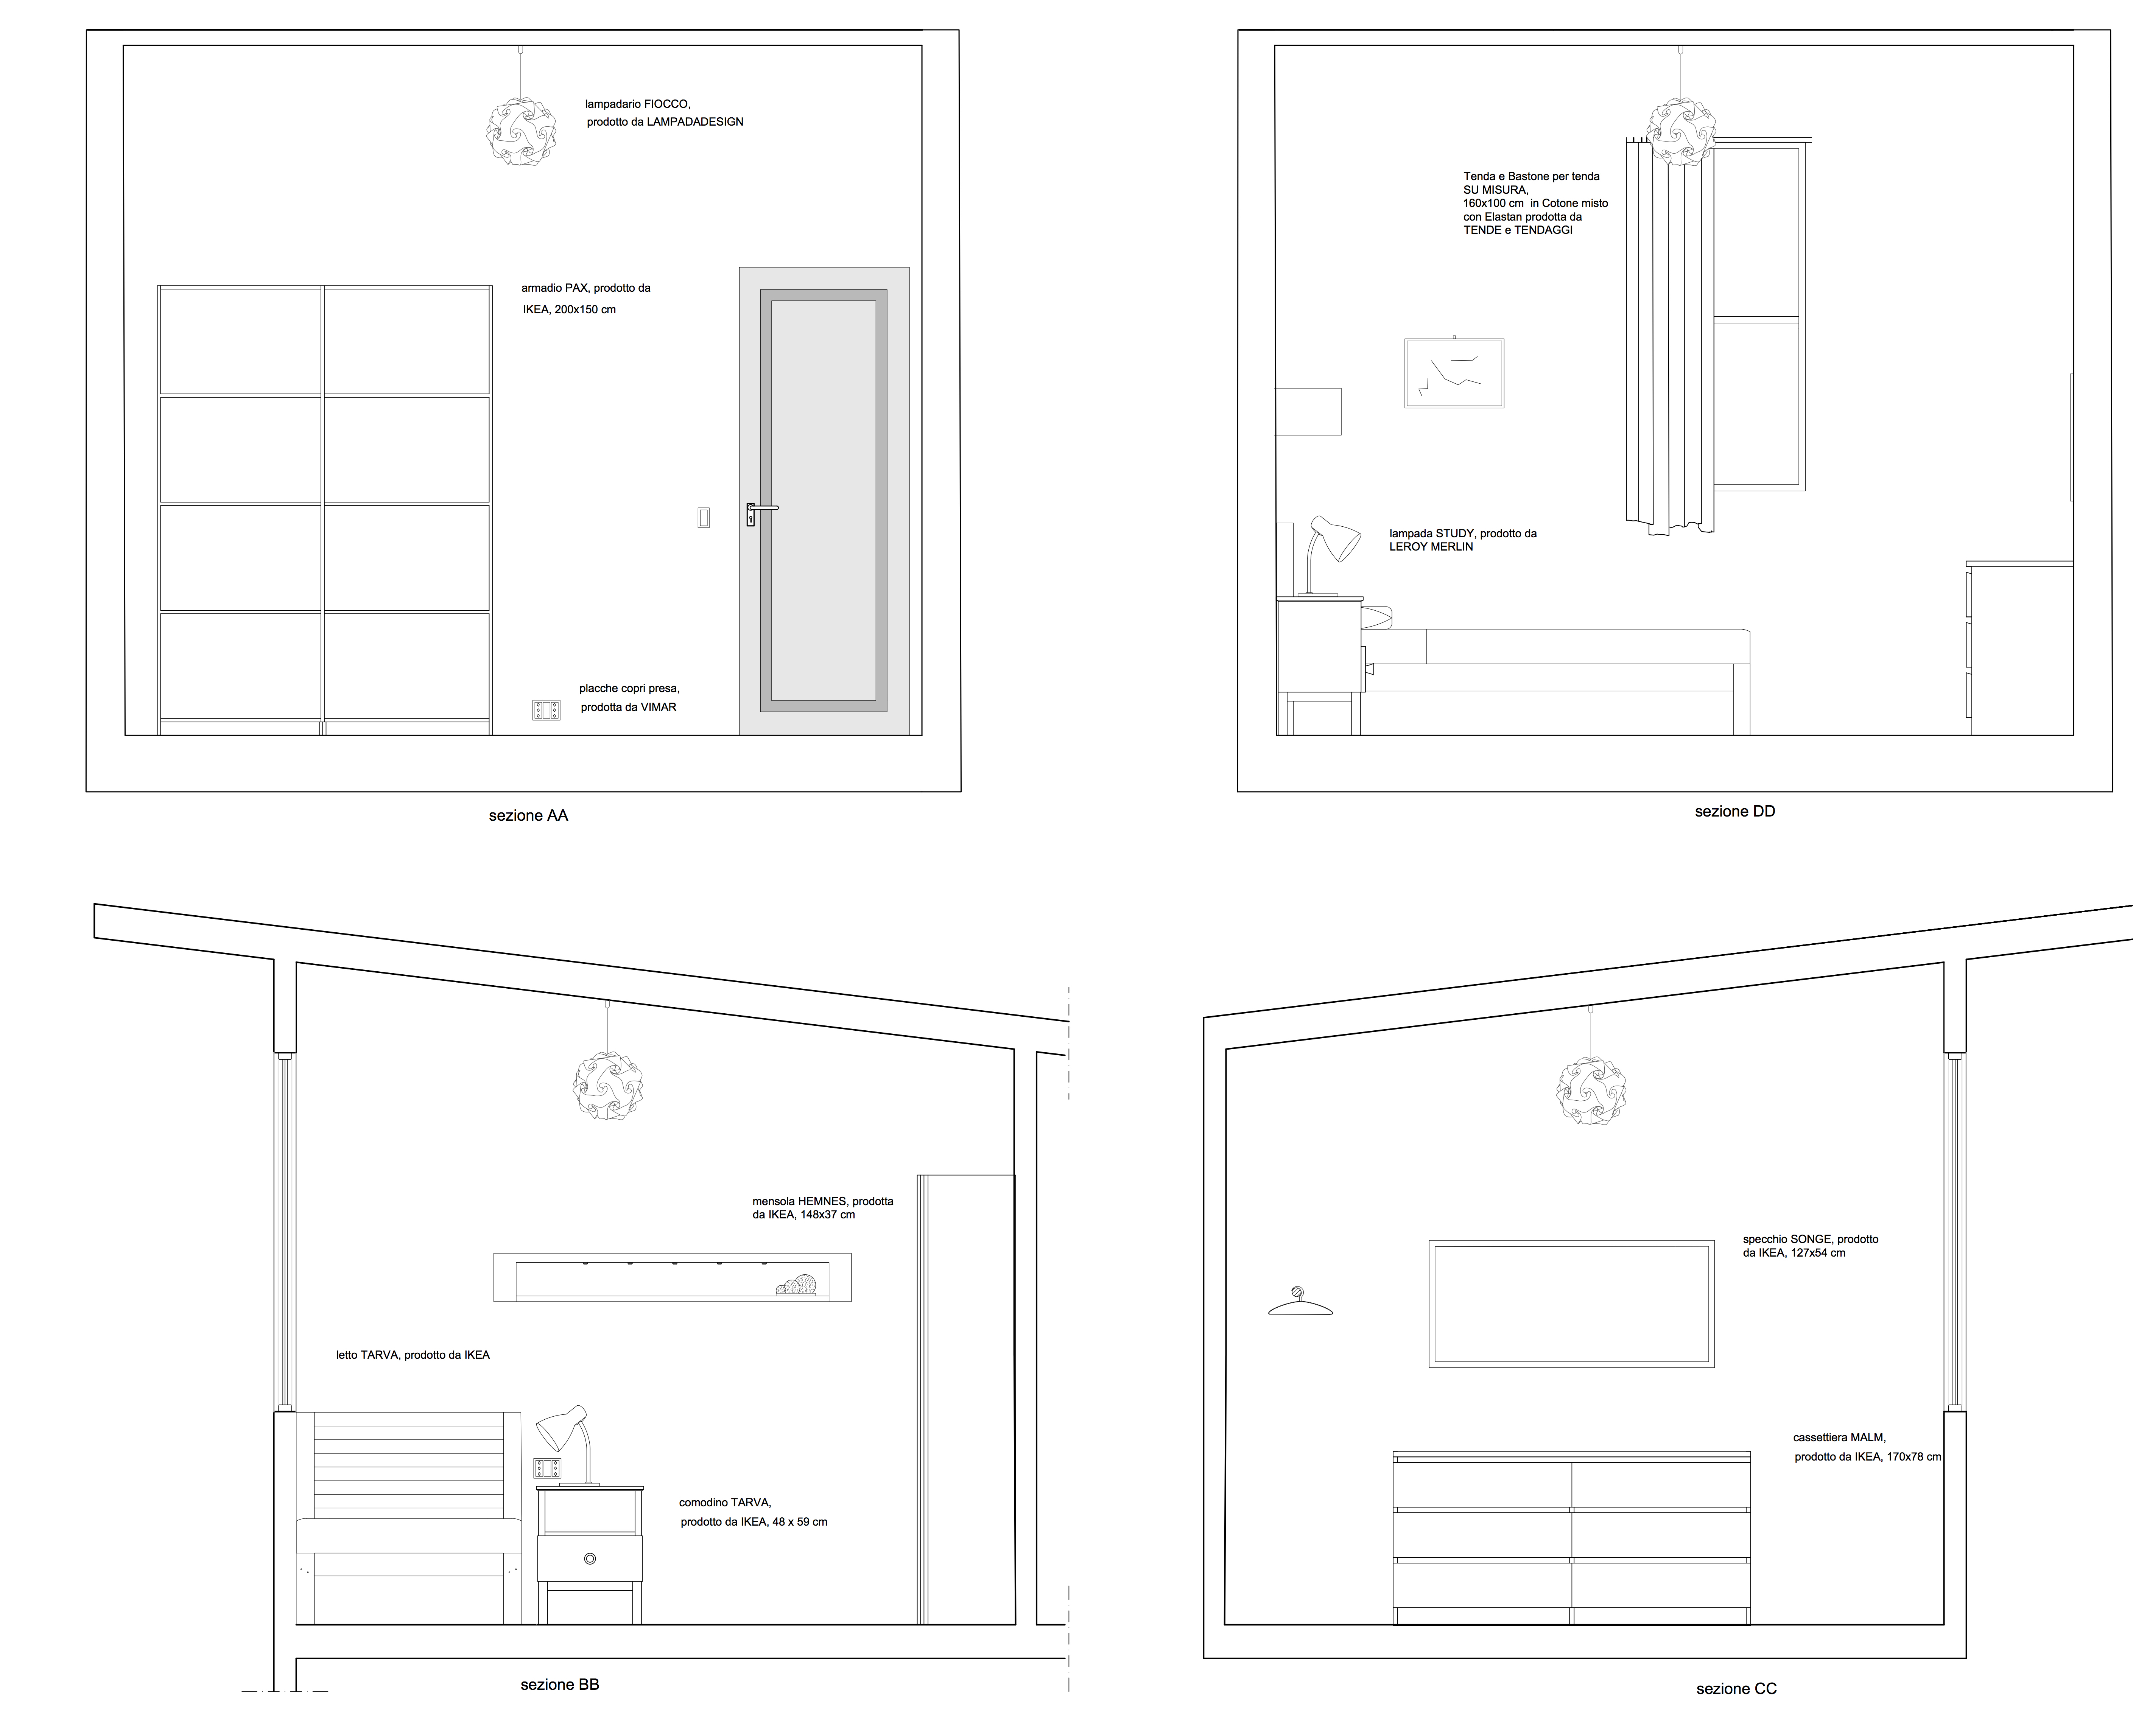 lampadario FIOCCO,
prodotto da LAMPADADESIGN
armadio PAX, prodotto da
IKEA, 200x150 cm
placche copri presa,
prodotta da VIMAR
sezione AA
Tenda e Bastone per tenda
SU MISURA,
160x100 cm in Cotone misto
con Elastan prodotta da
TENDE e TENDAGGI
lampada STUDY, prodotto da
LEROY MERLIN
sezione DD
mensola HEMNES, prodotta
da IKEA, 148x37 cm
letto TARVA, prodotto da IKEA
comodino TARVA,
prodotto da IKEA, 48 x 59 cm
sezione BB
specchio SONGE, prodotto
da IKEA, 127x54 cm
cassettiera MALM,
prodotto da IKEA, 170x78 cm
sezione CC